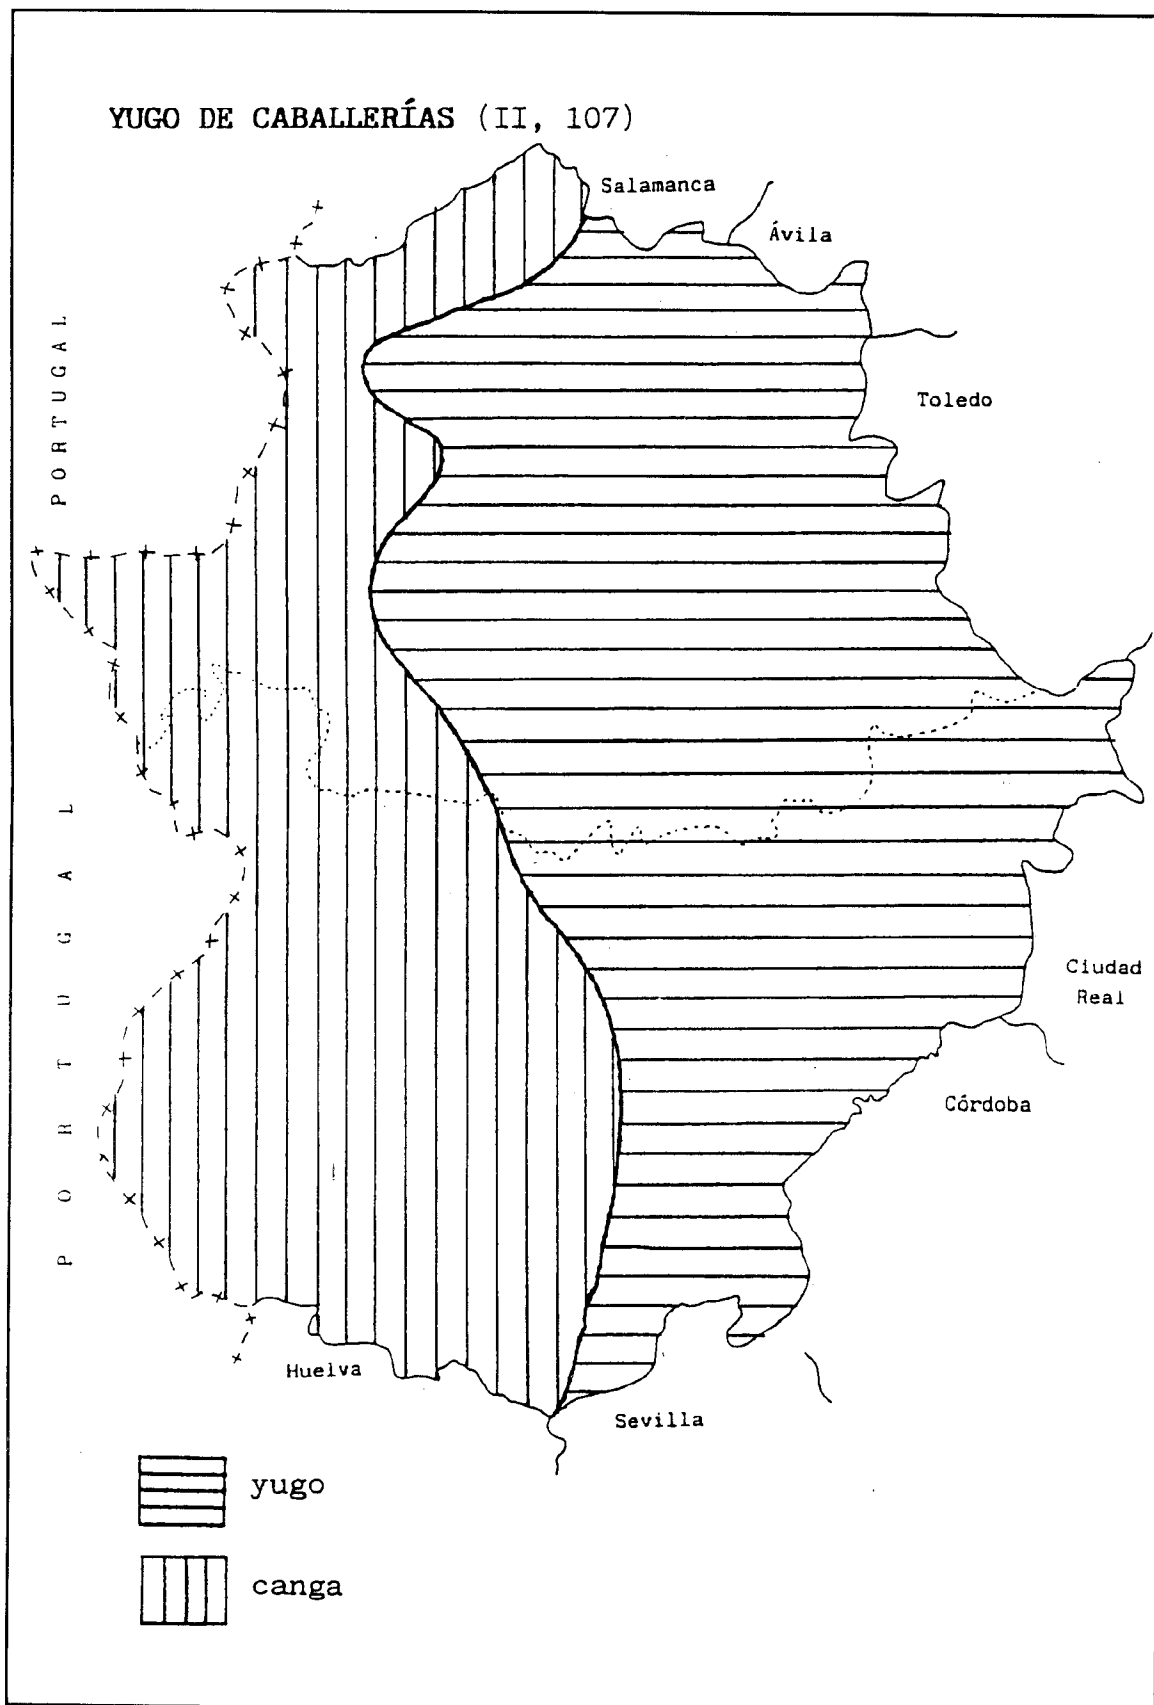 YUGO DE CABALLERÍAS (II, 107)
Salamanca
Ávila
PORTUGAL
Toledo
PORTUGAL
Ciudad
Real
Córdoba
Huelva
Sevilla
yugo
canga